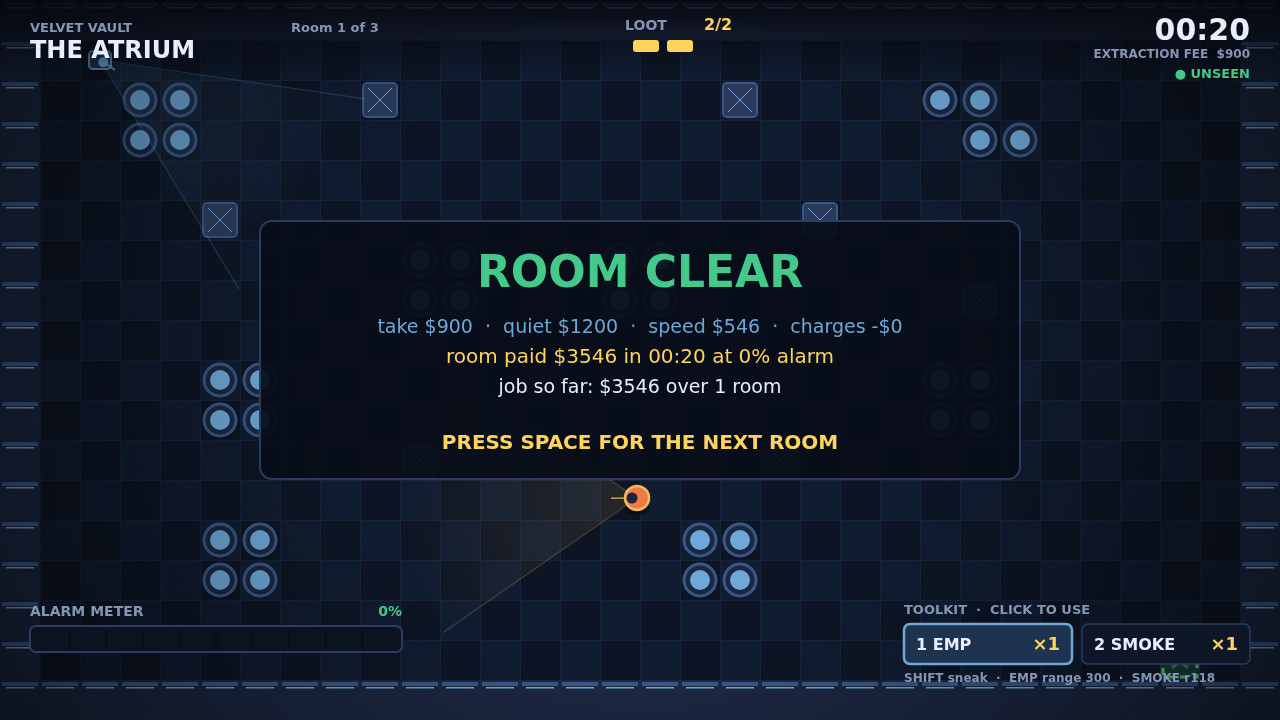 VELVET VAULT
THE ATRIUM
Room 1 of 3
LOOT 2/2
00:20
EXTRACTION FEE $900
● UNSEEN
ROOM CLEAR
take $900 · quiet $1200 · speed $546 · charges -$0
room paid $3546 in 00:20 at 0% alarm
job so far: $3546 over 1 room
PRESS SPACE FOR THE NEXT ROOM
ALARM METER 0%
TOOLKIT · CLICK TO USE
1 EMP ×1
2 SMOKE ×1
SHIFT sneak · EMP range 300 · SMOKE r118